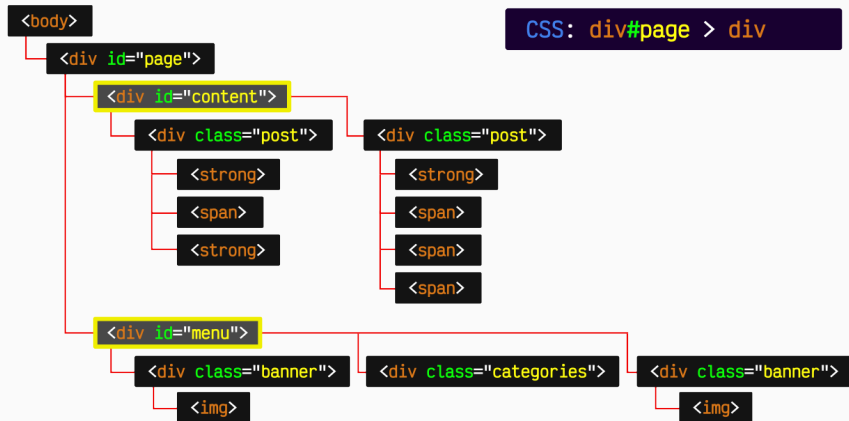 <body>
CSS: div#page > div
<div id="page">
<div id="content">
<div class="post"> <div class="post">
<strong> <strong>
<span> <span>
<strong> <span>
<span>
<div id="menu">
<div class="banner"> <div class="categories"> <div class="banner">
<img> <img>